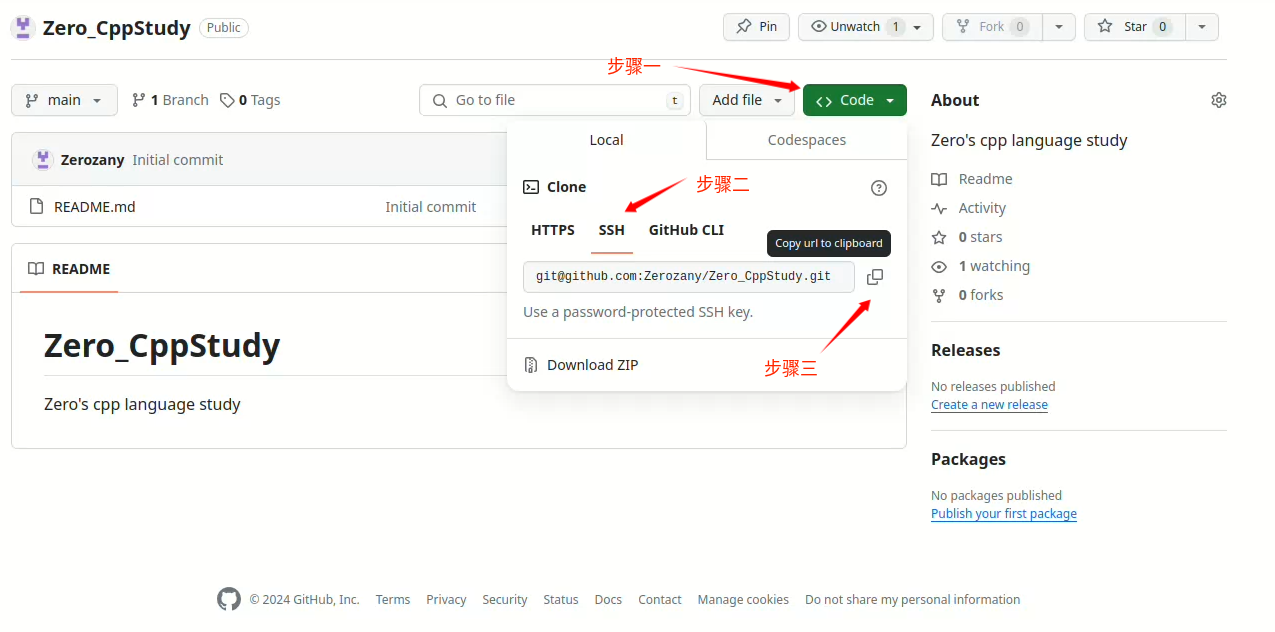 Zero_CppStudy Public Pin Unwatch 1 Fork 0 Star 0
步骤一
main 1 Branch 0 Tags Go to file t Add file Code
Local Codespaces
Zerozany Initial commit
Clone
步骤二
README.md Initial commit
HTTPS SSH GitHub CLI
Copy url to clipboard
git@github.com:Zerozany/Zero_CppStudy.git
Use a password-protected SSH key.
步骤三
Download ZIP
README
Zero_CppStudy
Zero's cpp language study
About
Zero's cpp language study
Readme
Activity
0 stars
1 watching
0 forks
Releases
No releases published
Create a new release
Packages
No packages published
Publish your first package
© 2024 GitHub, Inc. Terms Privacy Security Status Docs Contact Manage cookies Do not share my personal information